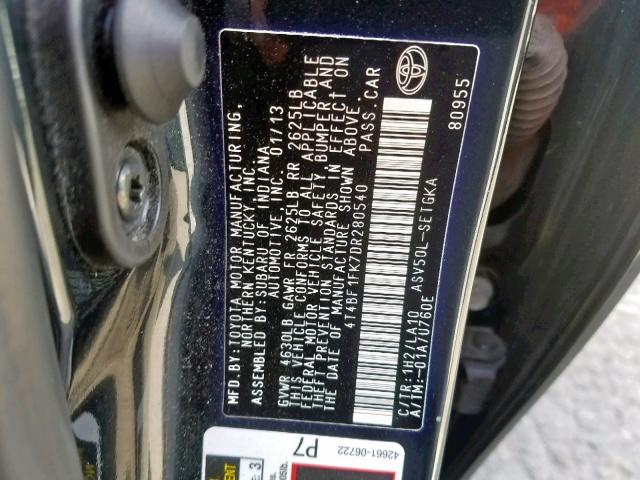 MFD. BY: TOYOTA MOTOR MANUFACTURING,
NORTHERN KENTUCKY, INC.
ASSEMBLED BY: SUBARU OF INDIANA
AUTOMOTIVE, INC. 01/13
GVWR 4630LB GAWR FR 2625LB RR 2625LB
THIS VEHICLE CONFORMS TO ALL APPLICABLE
FEDERAL MOTOR VEHICLE SAFETY, BUMPER AND
THEFT PREVENTION STANDARDS IN EFFECT ON
THE DATE OF MANUFACTURE SHOWN ABOVE.
4T4BF1FK7DR280540 PASS. CAR
C/TR: 1H2/LA10 ASV50L-SETGKA
A/TM: -01A/U760E
80955
42661-06722
P7